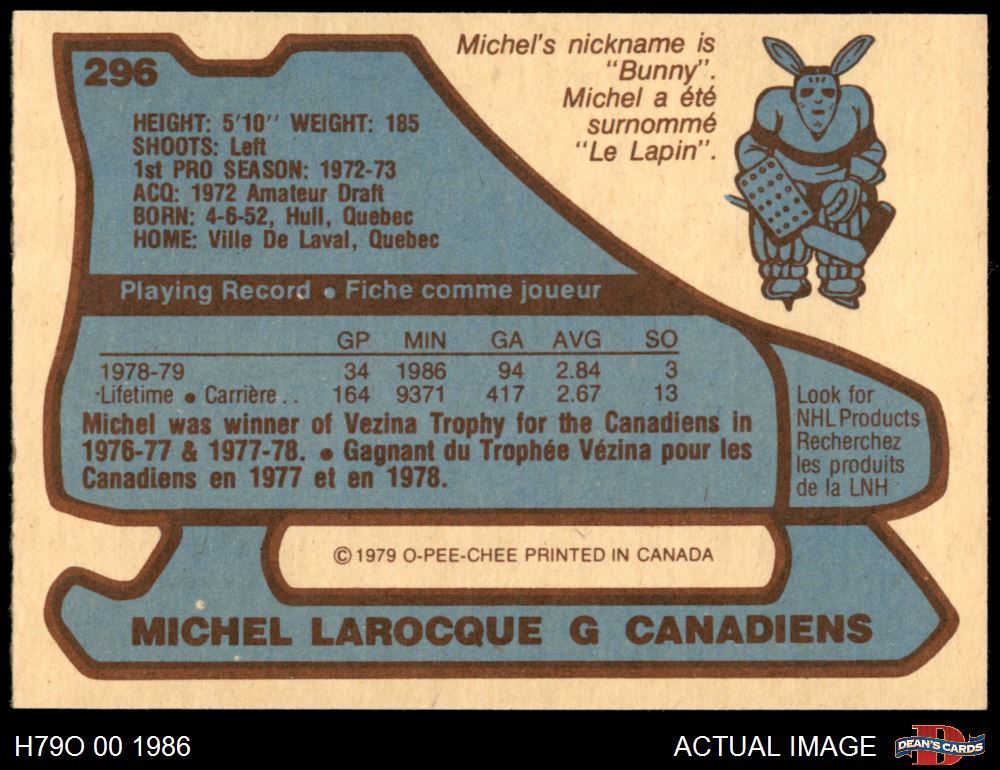 296
Michel's nickname is
"Bunny".
Michel a été
surnommé
"Le Lapin".
HEIGHT: 5'10'' WEIGHT: 185
SHOOTS: Left
1st PRO SEASON: 1972-73
ACQ: 1972 Amateur Draft
BORN: 4-6-52, Hull, Quebec
HOME: Ville De Laval, Quebec
Playing Record • Fiche comme joueur
GP MIN GA AVG SO
1978-79 34 1986 94 2.84 3
Lifetime • Carrière . . 164 9371 417 2.67 13
Michel was winner of Vezina Trophy for the Canadiens in
1976-77 & 1977-78. • Gagnant du Trophée Vézina pour les
Canadiens en 1977 et en 1978.
Look for
NHL Products
Recherchez
les produits
de la LNH
© 1979 O-PEE-CHEE PRINTED IN CANADA
MICHEL LAROCQUE G CANADIENS
H79O 00 1986
ACTUAL IMAGE
D
DEAN'S CARDS